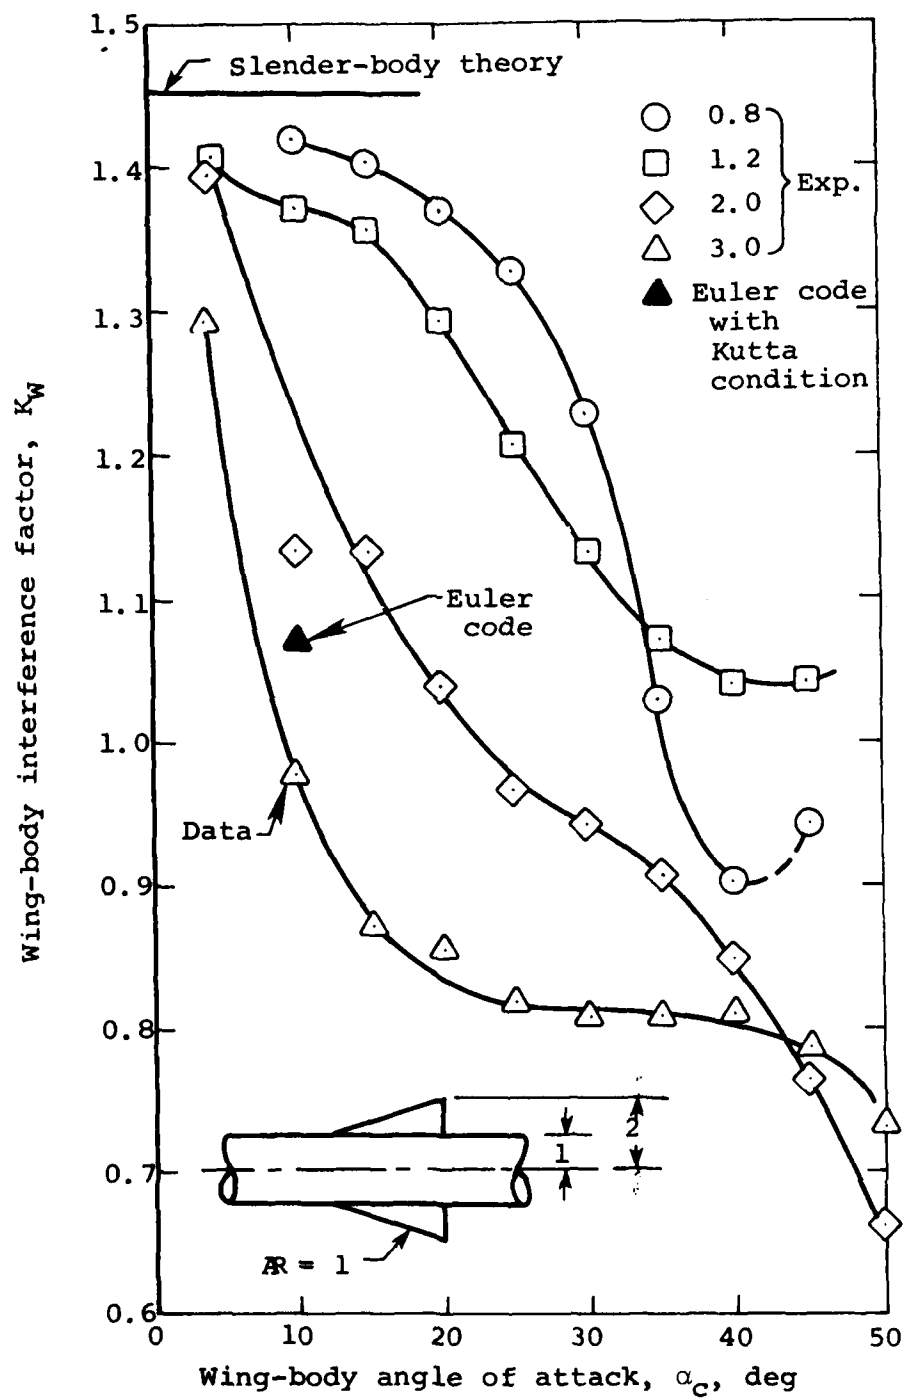 1.5
Slender-body theory
0.8
1.2
2.0
3.0
Exp.
Euler code
with
Kutta
condition
1.4
1.3
1.2
1.1
1.0
0.9
0.8
0.7
0.6
Wing-body interference factor, K_W
Euler
code
Data
2
1
AR = 1
0
10
20
30
40
50
Wing-body angle of attack, α_c, deg